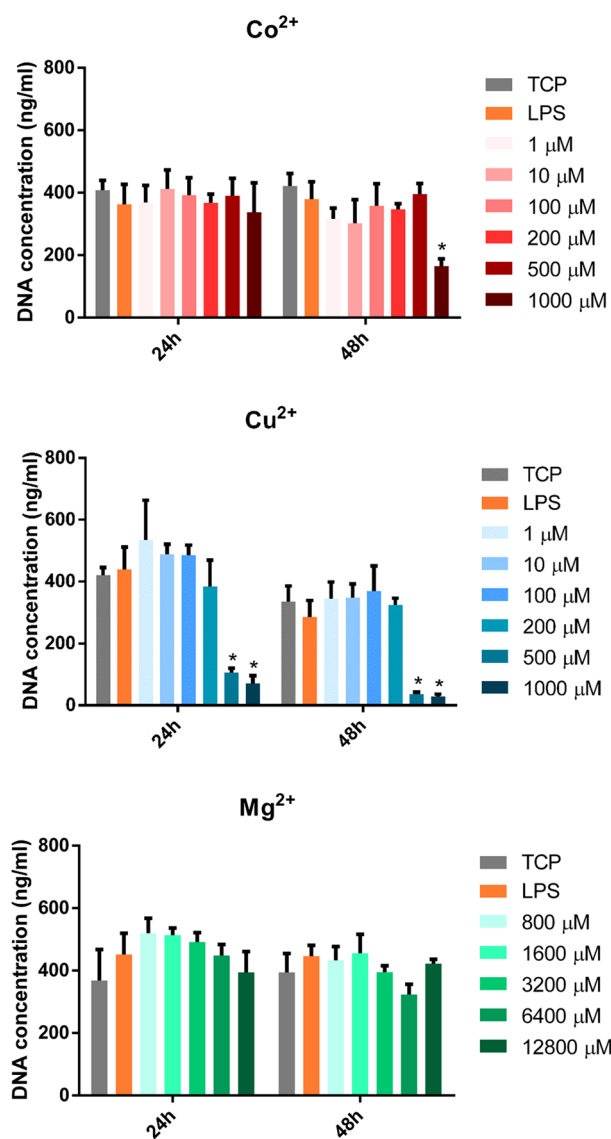 Co²⁺
DNA concentration (ng/ml)
800
600
400
200
0
*
24h
48h
TCP
LPS
1 µM
10 µM
100 µM
200 µM
500 µM
1000 µM
Cu²⁺
DNA concentration (ng/ml)
800
600
400
200
0
* *
* *
24h
48h
TCP
LPS
1 µM
10 µM
100 µM
200 µM
500 µM
1000 µM
Mg²⁺
DNA concentration (ng/ml)
800
600
400
200
0
24h
48h
TCP
LPS
800 µM
1600 µM
3200 µM
6400 µM
12800 µM